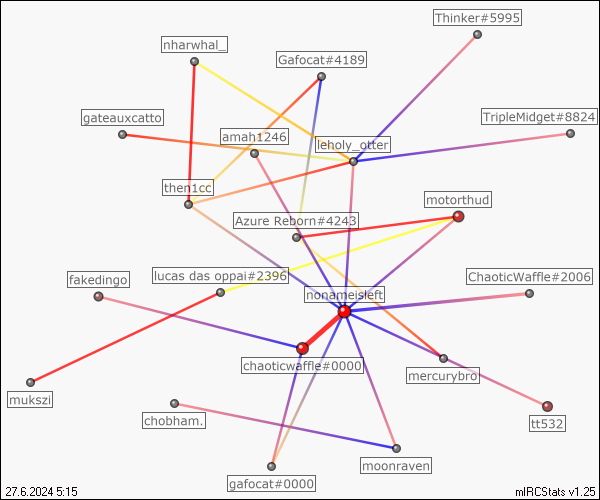 Thinker#5995
nharwhal_
Gafocat#4189
gateauxcatto
TripleMidget#8824
amah1246
leholy_otter
then1cc
motorthud
Azure Reborn#4243
fakedingo
lucas das oppai#2396
ChaoticWaffle#2006
nonameisleft
chaoticwaffle#0000
mercurybro
mukszi
chobham.
tt532
moonraven
gafocat#0000
27.6.2024 5:15
mIRCStats v1.25